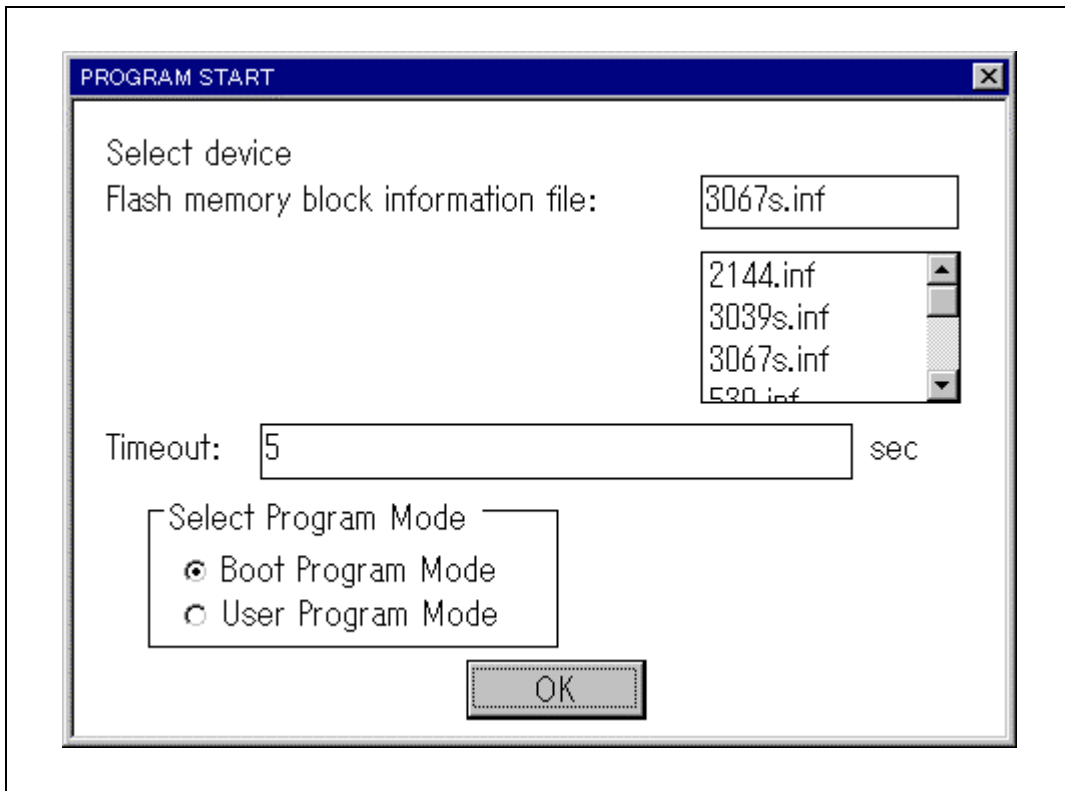 PROGRAM START
Select device
Flash memory block information file: 3067s.inf
2144.inf
3039s.inf
3067s.inf
Timeout: 5 sec
Select Program Mode
Boot Program Mode
User Program Mode
OK